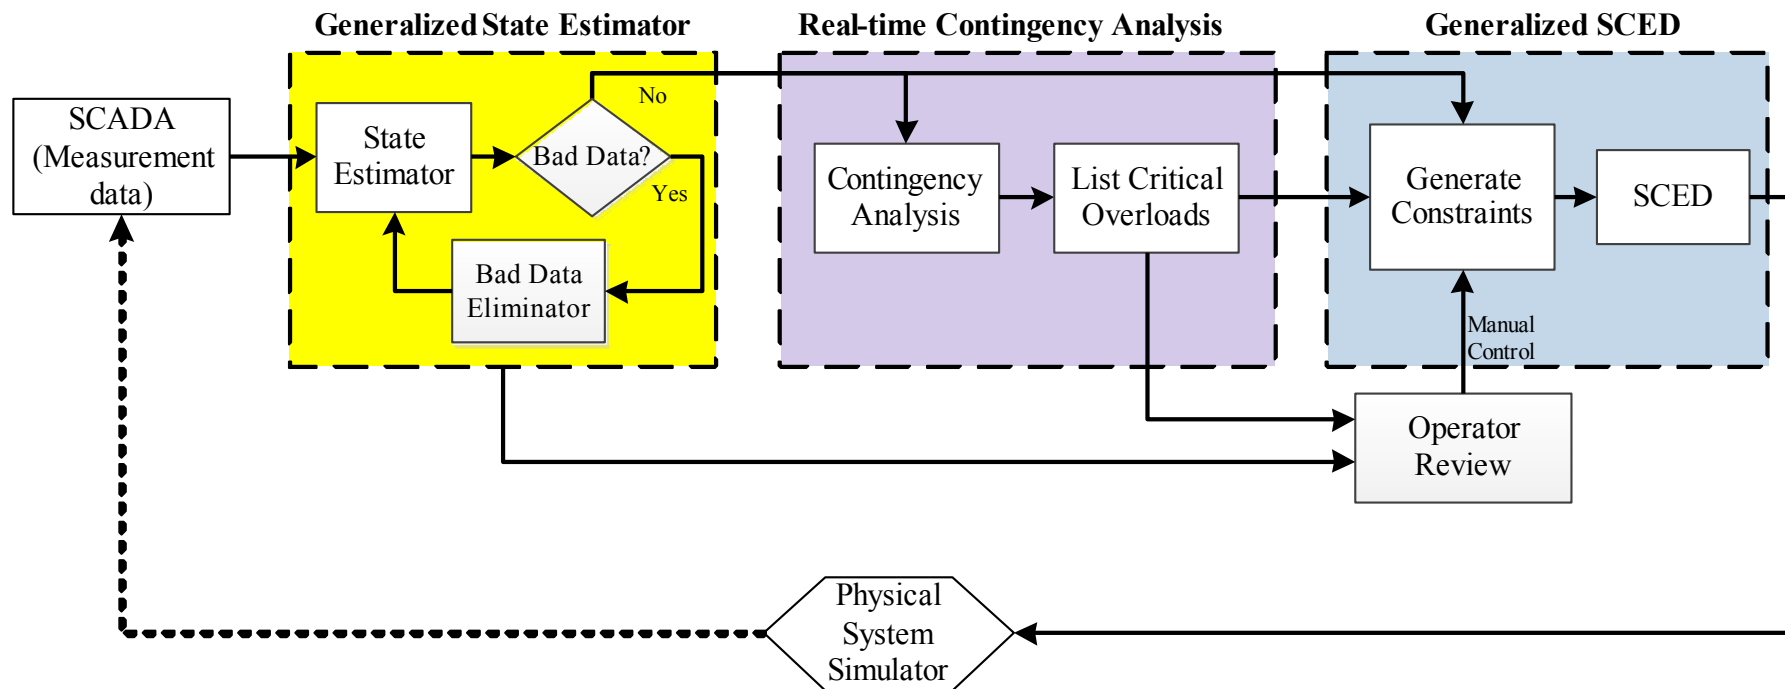 Generalized State Estimator
Real-time Contingency Analysis
Generalized SCED
SCADA
(Measurement
data)
State
Estimator
Bad Data?
No
Yes
Bad Data
Eliminator
Contingency
Analysis
List Critical
Overloads
Generate
Constraints
SCED
Manual
Control
Operator
Review
Physical
System
Simulator